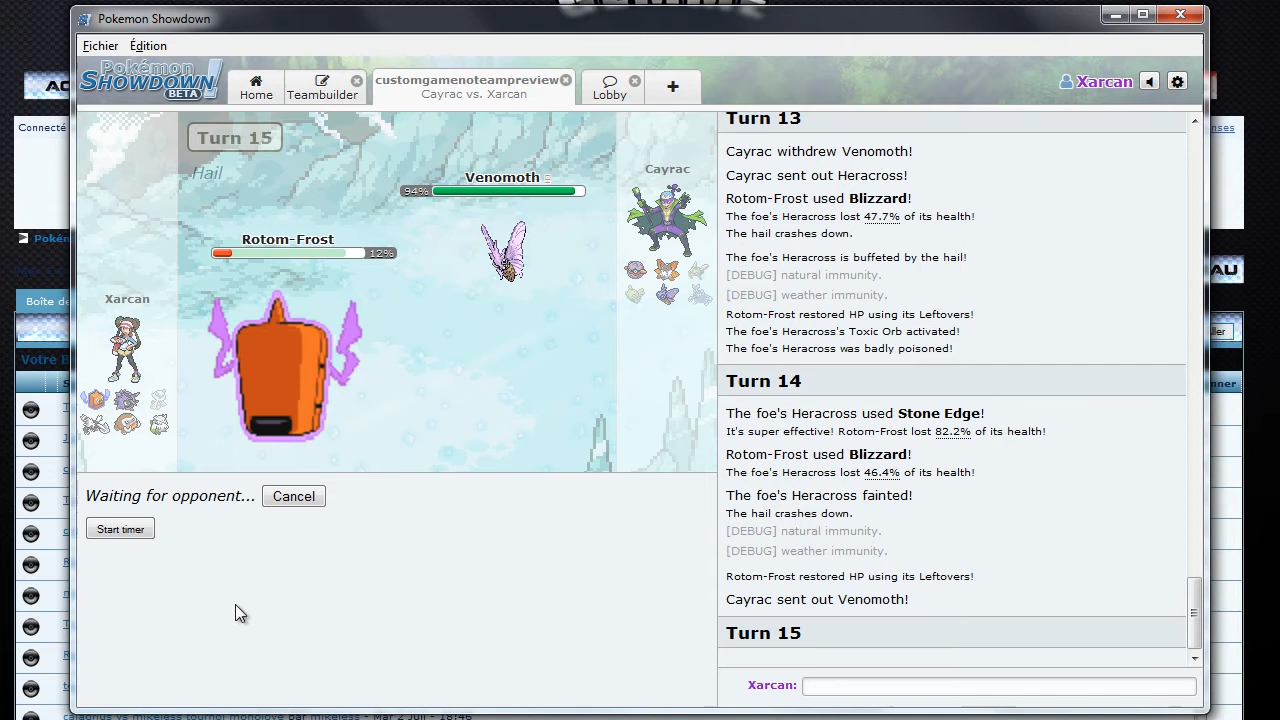 Pokemon Showdown
Fichier Édition
Pokémon
SHOWDOWN!
BETA
Home
Teambuilder
customgamenoteampreview
Cayrac vs. Xarcan
Lobby
+
Xarcan
Connecté
Turn 15
Hail
Venomoth
94%
Rotom-Frost
12%
Cayrac
Xarcan
Waiting for opponent...
Cancel
Start timer
Turn 13
Cayrac withdrew Venomoth!
Cayrac sent out Heracross!
Rotom-Frost used Blizzard!
The foe's Heracross lost 47.7% of its health!
The hail crashes down.
The foe's Heracross is buffeted by the hail!
[DEBUG] natural immunity.
[DEBUG] weather immunity.
Rotom-Frost restored HP using its Leftovers!
The foe's Heracross's Toxic Orb activated!
The foe's Heracross was badly poisoned!
Turn 14
The foe's Heracross used Stone Edge!
It's super effective! Rotom-Frost lost 82.2% of its health!
Rotom-Frost used Blizzard!
The foe's Heracross lost 46.4% of its health!
The foe's Heracross fainted!
The hail crashes down.
[DEBUG] natural immunity.
[DEBUG] weather immunity.
Rotom-Frost restored HP using its Leftovers!
Cayrac sent out Venomoth!
Turn 15
Xarcan:
Boîte de
Votre B